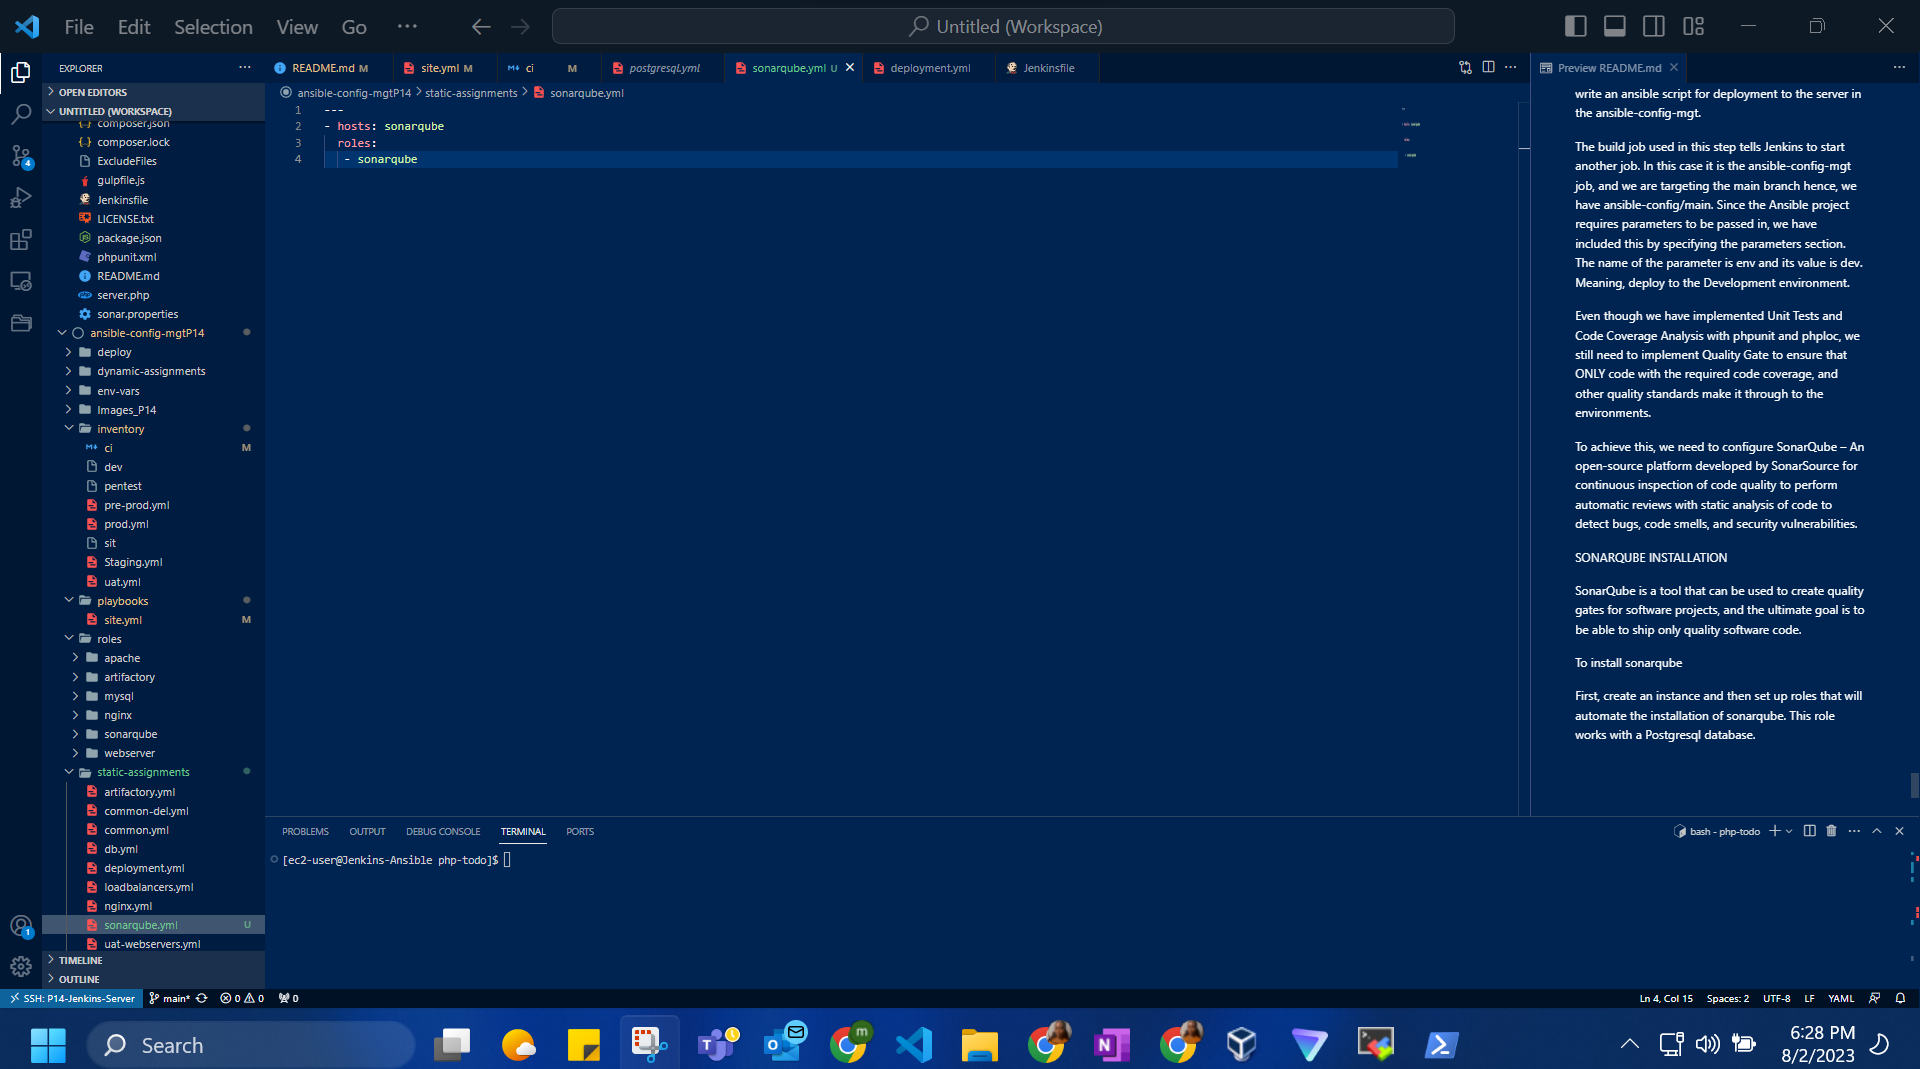 File Edit Selection View Go ··· Untitled (Workspace)
EXPLORER ···
README.md M site.yml M ci M postgresql.yml sonarqube.yml U deployment.yml Jenkinsfile
Preview README.md
OPEN EDITORS
UNTITLED (WORKSPACE)
composer.json
composer.lock
ExcludeFiles
gulpfile.js
Jenkinsfile
LICENSE.txt
package.json
phpunit.xml
README.md
server.php
sonar.properties
ansible-config-mgtP14
deploy
dynamic-assignments
env-vars
Images_P14
inventory
ci M
dev
pentest
pre-prod.yml
prod.yml
sit
Staging.yml
uat.yml
playbooks
site.yml M
roles
apache
artifactory
mysql
nginx
sonarqube
webserver
static-assignments
artifactory.yml
common-del.yml
common.yml
db.yml
deployment.yml
loadbalancers.yml
nginx.yml
sonarqube.yml U
uat-webservers.yml
TIMELINE
OUTLINE
ansible-config-mgtP14 > static-assignments > sonarqube.yml
1 ---
2 - hosts: sonarqube
3 roles:
4 - sonarqube
write an ansible script for deployment to the server in
the ansible-config-mgt.
The build job used in this step tells Jenkins to start
another job. In this case it is the ansible-config-mgt
job, and we are targeting the main branch hence, we
have ansible-config/main. Since the Ansible project
requires parameters to be passed in, we have
included this by specifying the parameters section.
The name of the parameter is env and its value is dev.
Meaning, deploy to the Development environment.
Even though we have implemented Unit Tests and
Code Coverage Analysis with phpunit and phploc, we
still need to implement Quality Gate to ensure that
ONLY code with the required code coverage, and
other quality standards make it through to the
environments.
To achieve this, we need to configure SonarQube – An
open-source platform developed by SonarSource for
continuous inspection of code quality to perform
automatic reviews with static analysis of code to
detect bugs, code smells, and security vulnerabilities.
SONARQUBE INSTALLATION
SonarQube is a tool that can be used to create quality
gates for software projects, and the ultimate goal is to
be able to ship only quality software code.
To install sonarqube
First, create an instance and then set up roles that will
automate the installation of sonarqube. This role
works with a Postgresql database.
PROBLEMS OUTPUT DEBUG CONSOLE TERMINAL PORTS
bash - php-todo
[ec2-user@Jenkins-Ansible php-todo]$
4
1
SSH: P14-Jenkins-Server main* 0 0 0
Ln 4, Col 15 Spaces: 2 UTF-8 LF YAML
Search
m
6:28 PM
8/2/2023